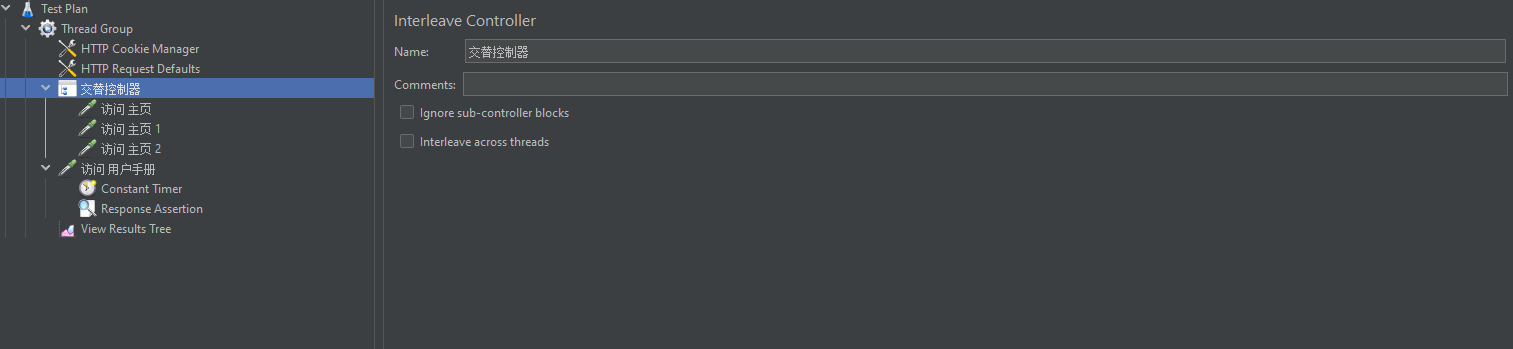 Test Plan
Thread Group
HTTP Cookie Manager
HTTP Request Defaults
交替控制器
访问 主页
访问 主页 1
访问 主页 2
访问 用户手册
Constant Timer
Response Assertion
View Results Tree
Interleave Controller
Name: 交替控制器
Comments:
Ignore sub-controller blocks
Interleave across threads